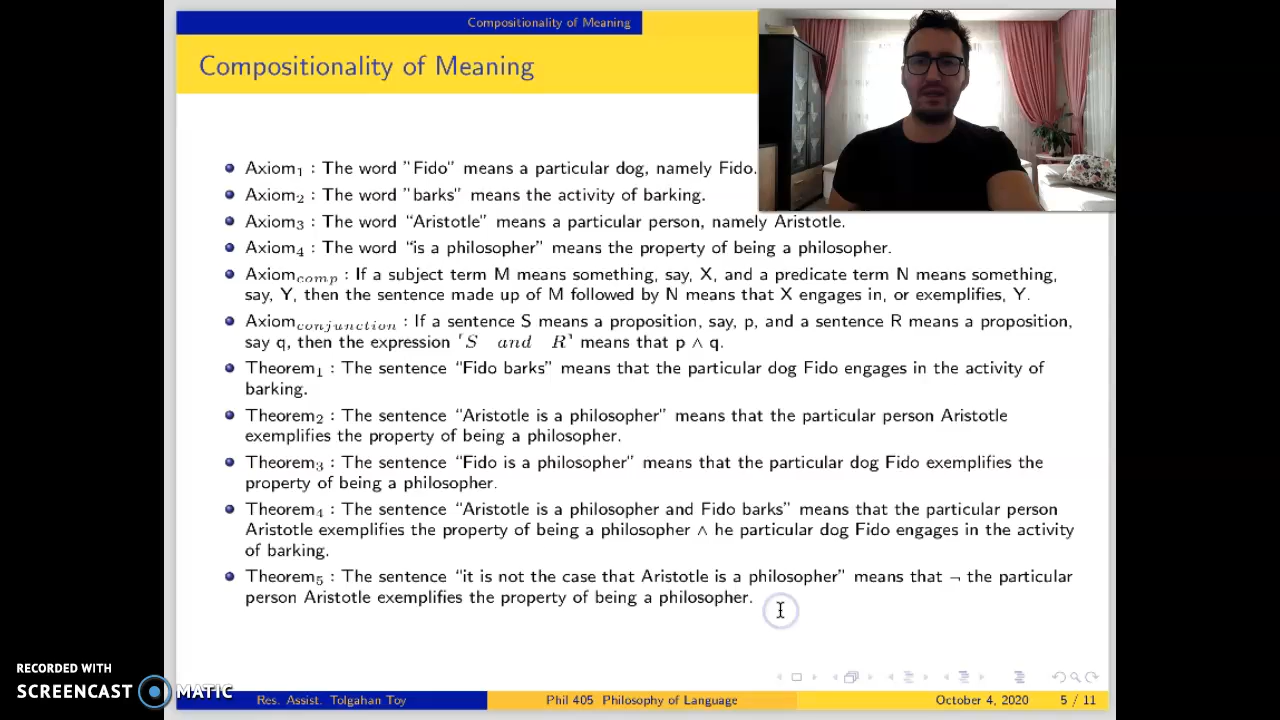 Compositionality of Meaning
Compositionality of Meaning
Axiom₁ : The word "Fido" means a particular dog, namely Fido.
Axiom₂ : The word "barks" means the activity of barking.
Axiom₃ : The word “Aristotle” means a particular person, namely Aristotle.
Axiom₄ : The word “is a philosopher” means the property of being a philosopher.
Axiom_comp : If a subject term M means something, say, X, and a predicate term N means something,
say, Y, then the sentence made up of M followed by N means that X engages in, or exemplifies, Y.
Axiom_conjunction : If a sentence S means a proposition, say, p, and a sentence R means a proposition,
say q, then the expression ⌜S and R⌝ means that p ∧ q.
Theorem₁ : The sentence “Fido barks” means that the particular dog Fido engages in the activity of
barking.
Theorem₂ : The sentence “Aristotle is a philosopher” means that the particular person Aristotle
exemplifies the property of being a philosopher.
Theorem₃ : The sentence “Fido is a philosopher” means that the particular dog Fido exemplifies the
property of being a philosopher.
Theorem₄ : The sentence “Aristotle is a philosopher and Fido barks” means that the particular person
Aristotle exemplifies the property of being a philosopher ∧ he particular dog Fido engages in the activity
of barking.
Theorem₅ : The sentence “it is not the case that Aristotle is a philosopher” means that ¬ the particular
person Aristotle exemplifies the property of being a philosopher.
RECORDED WITH
SCREENCAST MATIC
Res. Assist. Tolgahan Toy Phil 405 Philosophy of Language October 4, 2020 5 / 11